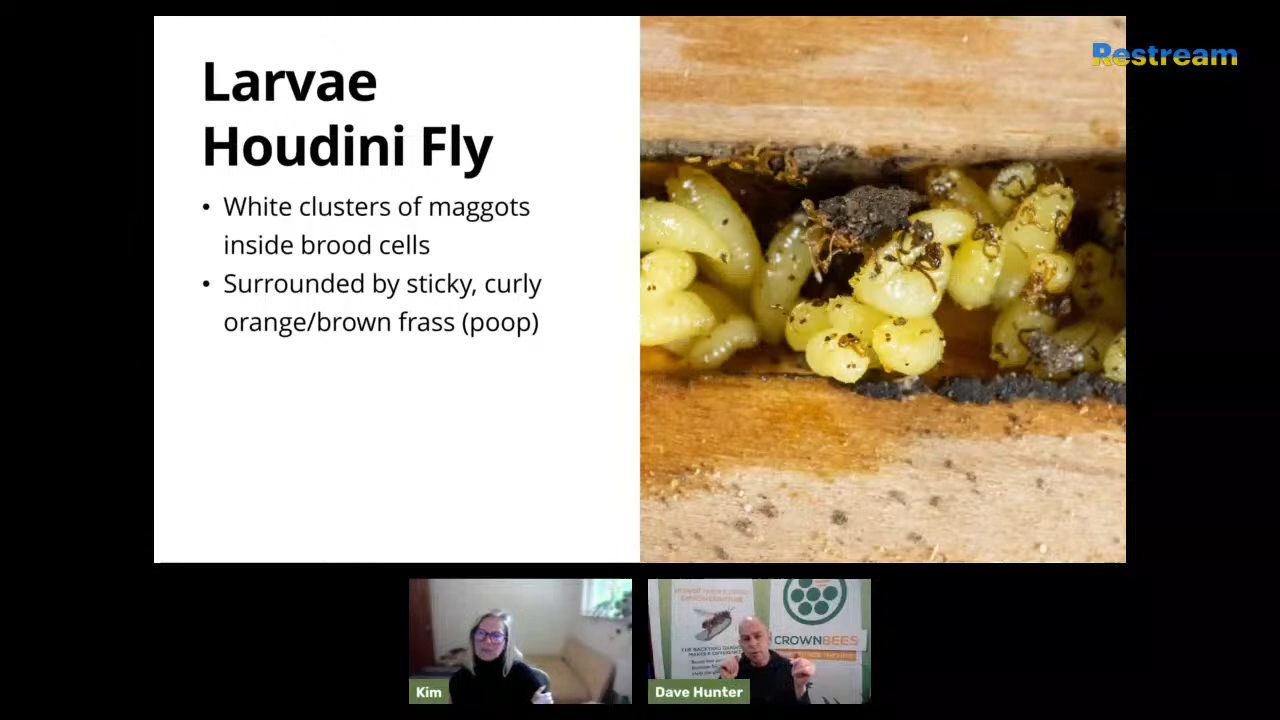 Larvae
Houdini Fly
• White clusters of maggots
inside brood cells
• Surrounded by sticky, curly
orange/brown frass (poop)
Restream
Kim
CROWNBEES
Dave Hunter